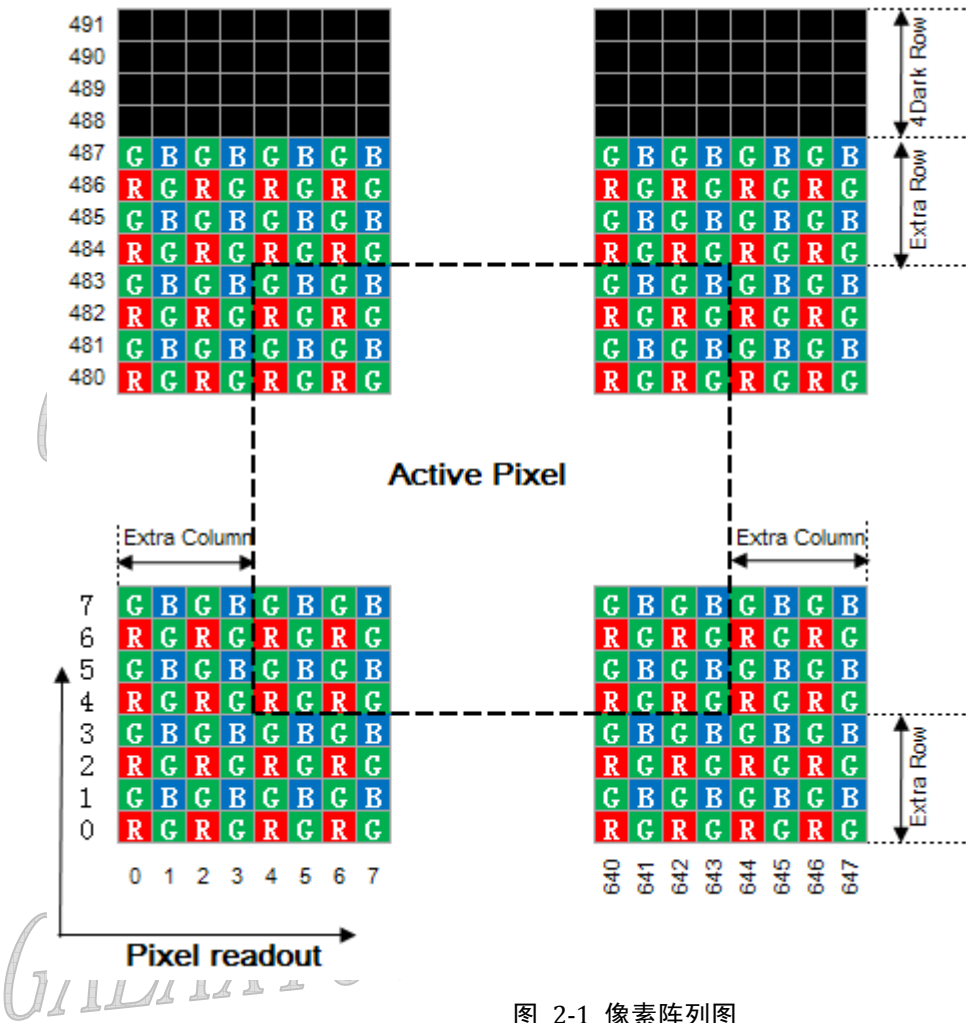 491
490
489
488
4Dark Row
487 G B G B G B G B G B G B G B G B
486 R G R G R G R G R G R G R G R G
485 G B G B G B G B G B G B G B G B
484 R G R G R G R G R G R G R G R G
Extra Row
483 G B G B G B G B G B G B G B G B
482 R G R G R G R G R G R G R G R G
481 G B G B G B G B G B G B G B G B
480 R G R G R G R G R G R G R G R G
Active Pixel
Extra Column Extra Column
7 G B G B G B G B G B G B G B G B
6 R G R G R G R G R G R G R G R G
5 G B G B G B G B G B G B G B G B
4 R G R G R G R G R G R G R G R G
3 G B G B G B G B G B G B G B G B
2 R G R G R G R G R G R G R G R G
1 G B G B G B G B G B G B G B G B
0 R G R G R G R G R G R G R G R G
Extra Row
0 1 2 3 4 5 6 7 640 641 642 643 644 645 646 647
Pixel readout
图 2-1 像素阵列图